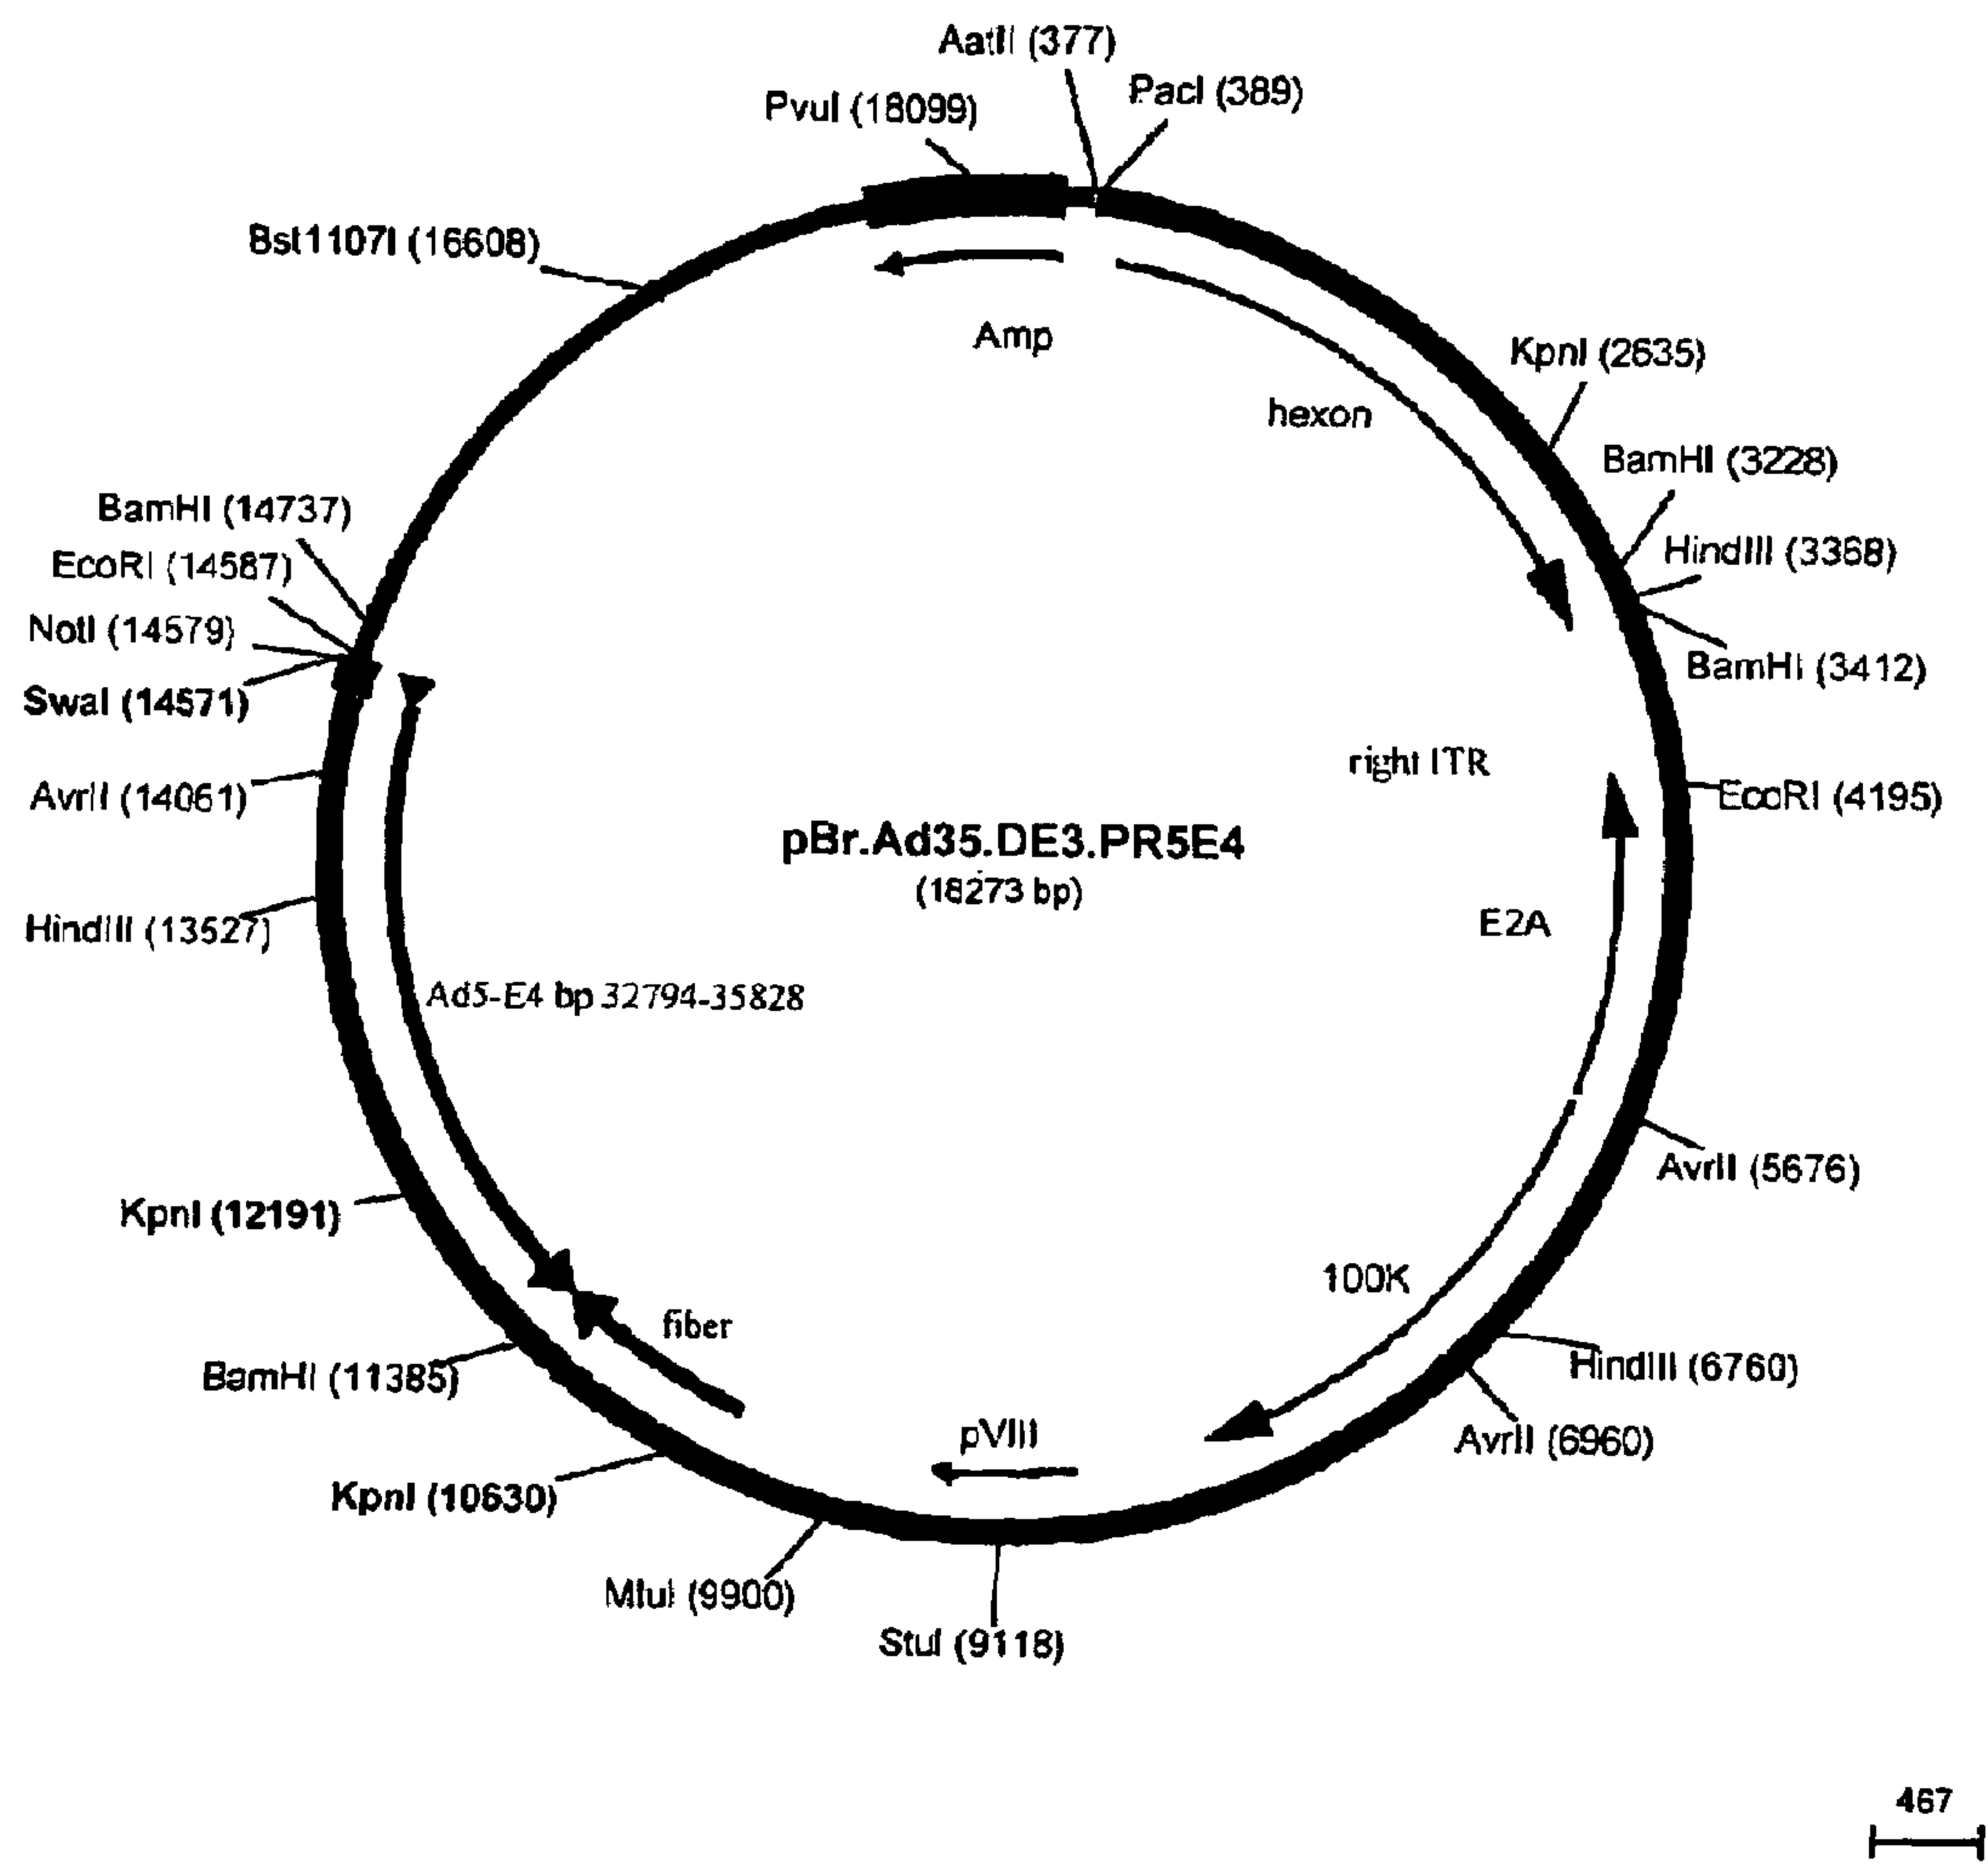 AatII (377)
PacI (389)
PvuI (18099)
Bst1107I (16608)
Amp
KpnI (2635)
hexon
BamHI (3228)
BamHI (14737)
HindIII (3368)
EcoRI (14587)
NotI (14579)
BamHI (3412)
SwaI (14571)
right ITR
AvrII (14061)
EcoRI (4195)
pBr.Ad35.DE3.PR5E4
(18273 bp)
E2A
HindIII (13527)
Ad5-E4 bp 32794-35828
AvrII (5676)
KpnI (12191)
100K
fiber
HindIII (6760)
BamHI (11385)
pVIII
AvrII (6960)
KpnI (10630)
MluI (9900)
StuI (9118)
467